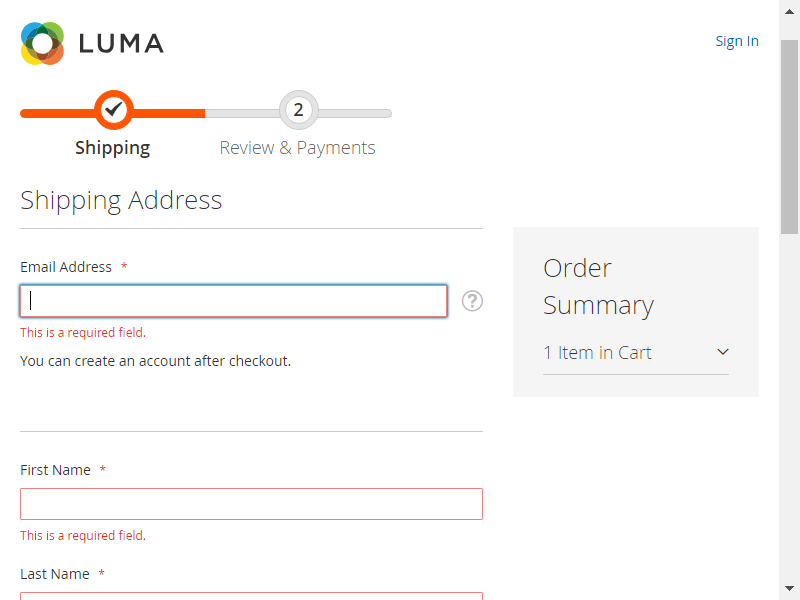 LUMA
Sign In
2
Shipping
Review & Payments
Shipping Address
Email Address *
This is a required field.
You can create an account after checkout.
Order
Summary
1 Item in Cart
First Name *
This is a required field.
Last Name *